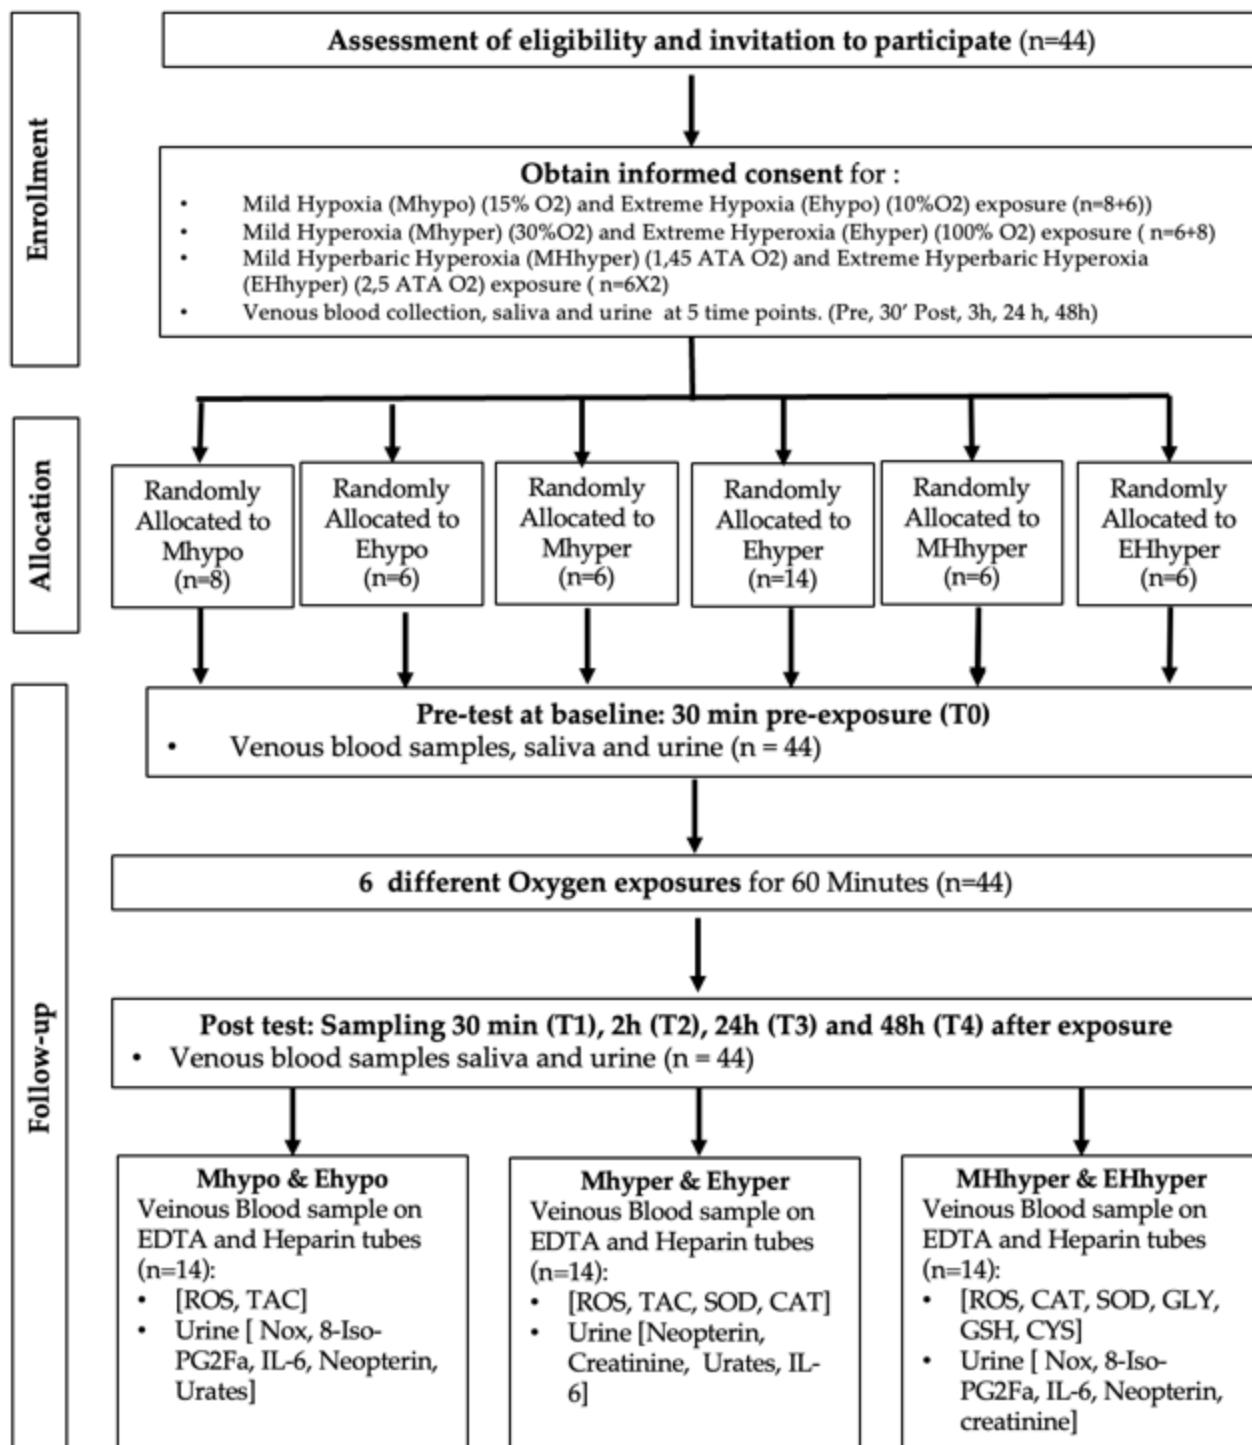 Enrollment
Assessment of eligibility and invitation to participate (n=44)
Obtain informed consent for :
• Mild Hypoxia (Mhypo) (15% O2) and Extreme Hypoxia (Ehypo) (10%O2) exposure (n=8+6))
• Mild Hyperoxia (Mhyper) (30%O2) and Extreme Hyperoxia (Ehyper) (100% O2) exposure ( n=6+8)
• Mild Hyperbaric Hyperoxia (MHhyper) (1,45 ATA O2) and Extreme Hyperbaric Hyperoxia
(EHhyper) (2,5 ATA O2) exposure ( n=6X2)
• Venous blood collection, saliva and urine at 5 time points. (Pre, 30’ Post, 3h, 24 h, 48h)
Allocation
Randomly
Allocated to
Mhypo
(n=8)
Randomly
Allocated to
Ehypo
(n=6)
Randomly
Allocated to
Mhyper
(n=6)
Randomly
Allocated to
Ehyper
(n=14)
Randomly
Allocated to
MHhyper
(n=6)
Randomly
Allocated to
EHhyper
(n=6)
Follow-up
Pre-test at baseline: 30 min pre-exposure (T0)
• Venous blood samples, saliva and urine (n = 44)
6 different Oxygen exposures for 60 Minutes (n=44)
Post test: Sampling 30 min (T1), 2h (T2), 24h (T3) and 48h (T4) after exposure
• Venous blood samples saliva and urine (n = 44)
Mhypo & Ehypo
Veinous Blood sample on
EDTA and Heparin tubes
(n=14):
• [ROS, TAC]
• Urine [ Nox, 8-Iso-
PG2Fa, IL-6, Neopterin,
Urates]
Mhyper & Ehyper
Veinous Blood sample on
EDTA and Heparin tubes
(n=14):
• [ROS, TAC, SOD, CAT]
• Urine [Neopterin,
Creatinine, Urates, IL-
6]
MHhyper & EHhyper
Veinous Blood sample on
EDTA and Heparin tubes
(n=14):
• [ROS, CAT, SOD, GLY,
GSH, CYS]
• Urine [ Nox, 8-Iso-
PG2Fa, IL-6, Neopterin,
creatinine]